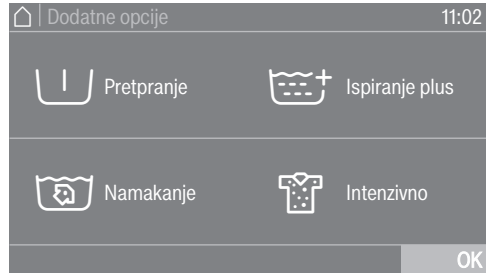 Dodatne opcije 11:02
Pretpranje Ispiranje plus
Namakanje Intenzivno
OK